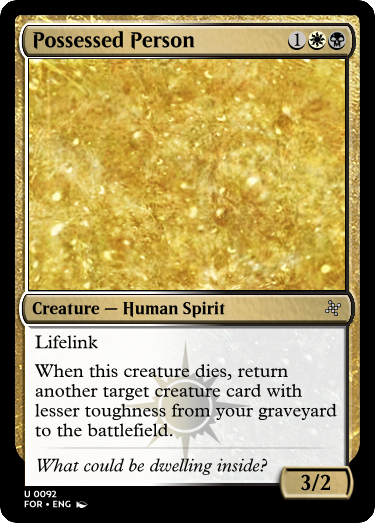 Possessed Person 1
Creature — Human Spirit
Lifelink
When this creature dies, return
another target creature card with
lesser toughness from your graveyard
to the battlefield.
What could be dwelling inside?
3/2
U 0092
FOR • ENG